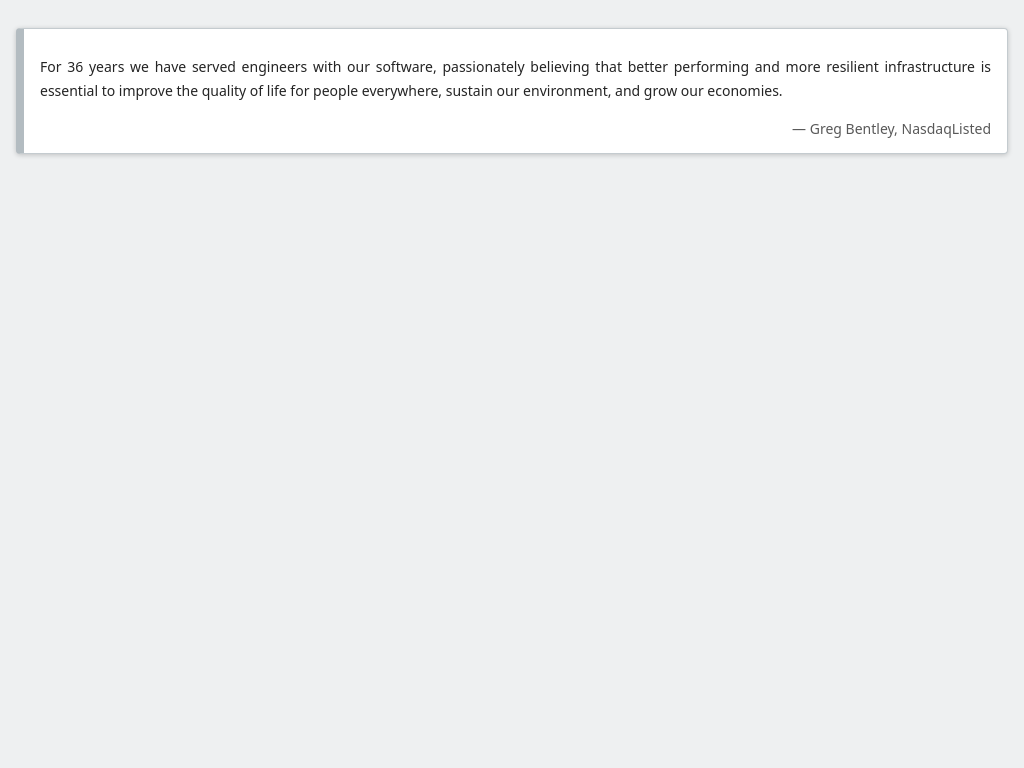 For 36 years we have served engineers with our software, passionately believing that better performing and more resilient infrastructure is
essential to improve the quality of life for people everywhere, sustain our environment, and grow our economies.
— Greg Bentley, NasdaqListed